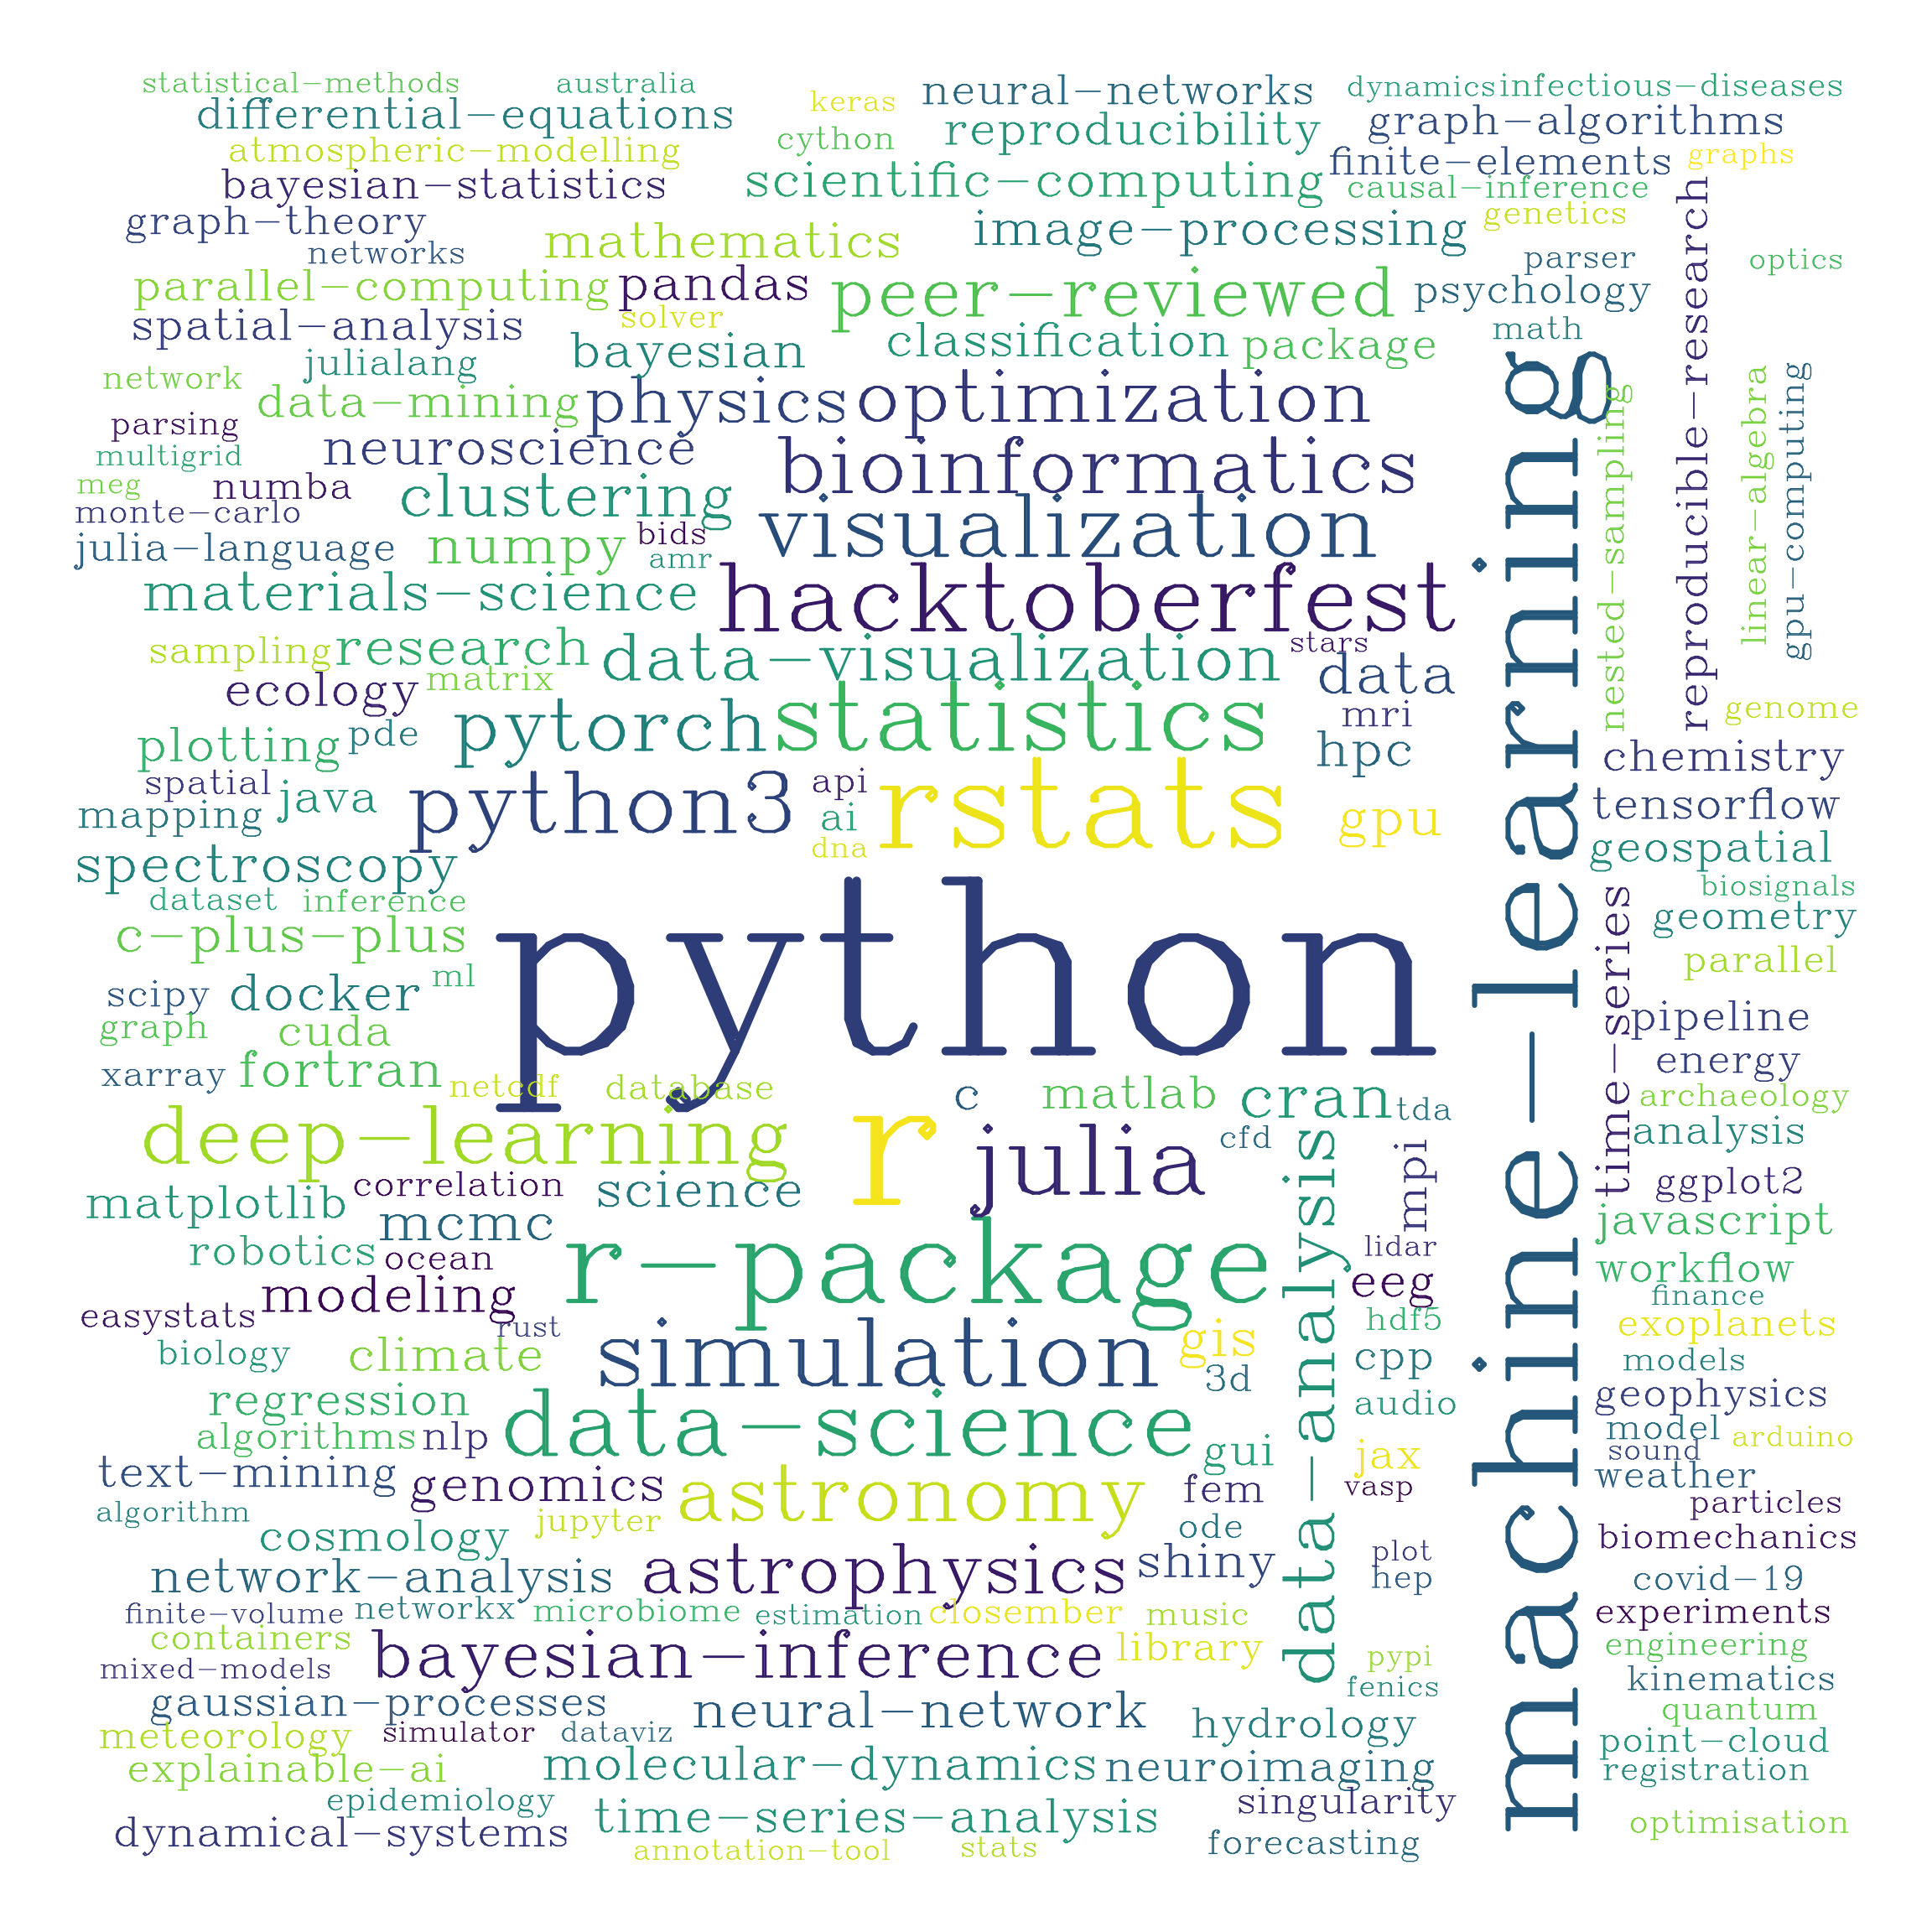 statistical-methods
australia
keras
neural-networks
dynamics
infectious-diseases
differential-equations
cython
reproducibility
graph-algorithms
atmospheric-modelling
scientific-computing
finite-elements
graphs
bayesian-statistics
causal-inference
graph-theory
mathematics
image-processing
genetics
reproducible-research
networks
parser
optics
parallel-computing
pandas
peer-reviewed
psychology
spatial-analysis
solver
classification
package
math
julialang
bayesian
network
data-mining
physics
optimization
machine-learning
nested-sampling
linear-algebra
gpu-computing
parsing
neuroscience
bioinformatics
multigrid
meg
numba
clustering
visualization
monte-carlo
bids
julia-language
numpy
amr
materials-science
hacktoberfest
sampling
research
data-visualization
stars
ecology
matrix
data
plotting
pde
pytorch
statistics
mri
genome
hpc
chemistry
spatial
java
python3
api
rstats
gpu
tensorflow
mapping
ai
dna
geospatial
spectroscopy
dataset
inference
python
biosignals
c-plus-plus
time-series
geometry
ml
parallel
scipy
docker
graph
cuda
pipeline
xarray
fortran
netcdf
database
c
matlab
cran
tda
energy
archaeology
deep-learning
r
julia
cfd
data-analysis
mpi
analysis
matplotlib
correlation
science
ggplot2
mcmc
javascript
robotics
ocean
r-package
lidar
workflow
easystats
modeling
eeg
finance
rust
simulation
gis
hdf5
exoplanets
biology
climate
3d
cpp
models
regression
data-science
audio
geophysics
algorithms
nlp
gui
jax
model
arduino
sound
text-mining
genomics
astronomy
fem
vasp
weather
algorithm
jupyter
ode
particles
cosmology
biomechanics
network-analysis
astrophysics
shiny
plot
hep
covid-19
finite-volume
networkx
microbiome
estimation
closember
music
experiments
containers
bayesian-inference
library
pypi
engineering
mixed-models
fenics
kinematics
gaussian-processes
neural-network
quantum
meteorology
simulator
dataviz
hydrology
point-cloud
explainable-ai
molecular-dynamics
neuroimaging
registration
epidemiology
time-series-analysis
singularity
optimisation
dynamical-systems
annotation-tool
stats
forecasting